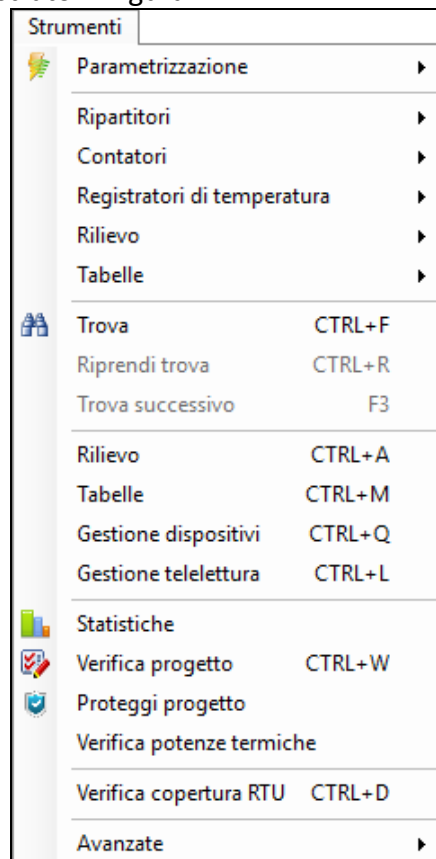 Strumenti
Parametrizzazione
Ripartitori
Contatori
Registratori di temperatura
Rilievo
Tabelle
Trova CTRL+F
Riprendi trova CTRL+R
Trova successivo F3
Rilievo CTRL+A
Tabelle CTRL+M
Gestione dispositivi CTRL+Q
Gestione telelettura CTRL+L
Statistiche
Verifica progetto CTRL+W
Proteggi progetto
Verifica potenze termiche
Verifica copertura RTU CTRL+D
Avanzate